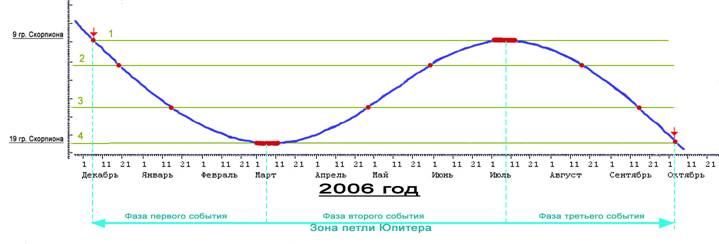 9 гр. Скорпиона
1
2
3
19 гр. Скорпиона
4
1 11 21 1 11 21 1 11 21 1 11 21 1 11 21 1 11 21 1 11 21 1 11 21 1 11 21 1 11 21 1 11 21
Декабрь Январь Февраль Март Апрель Май Июнь Июль Август Сентябрь Октябрь
2006 год
Фаза первого события Фаза второго события Фаза третьего события
Зона петли Юпитера